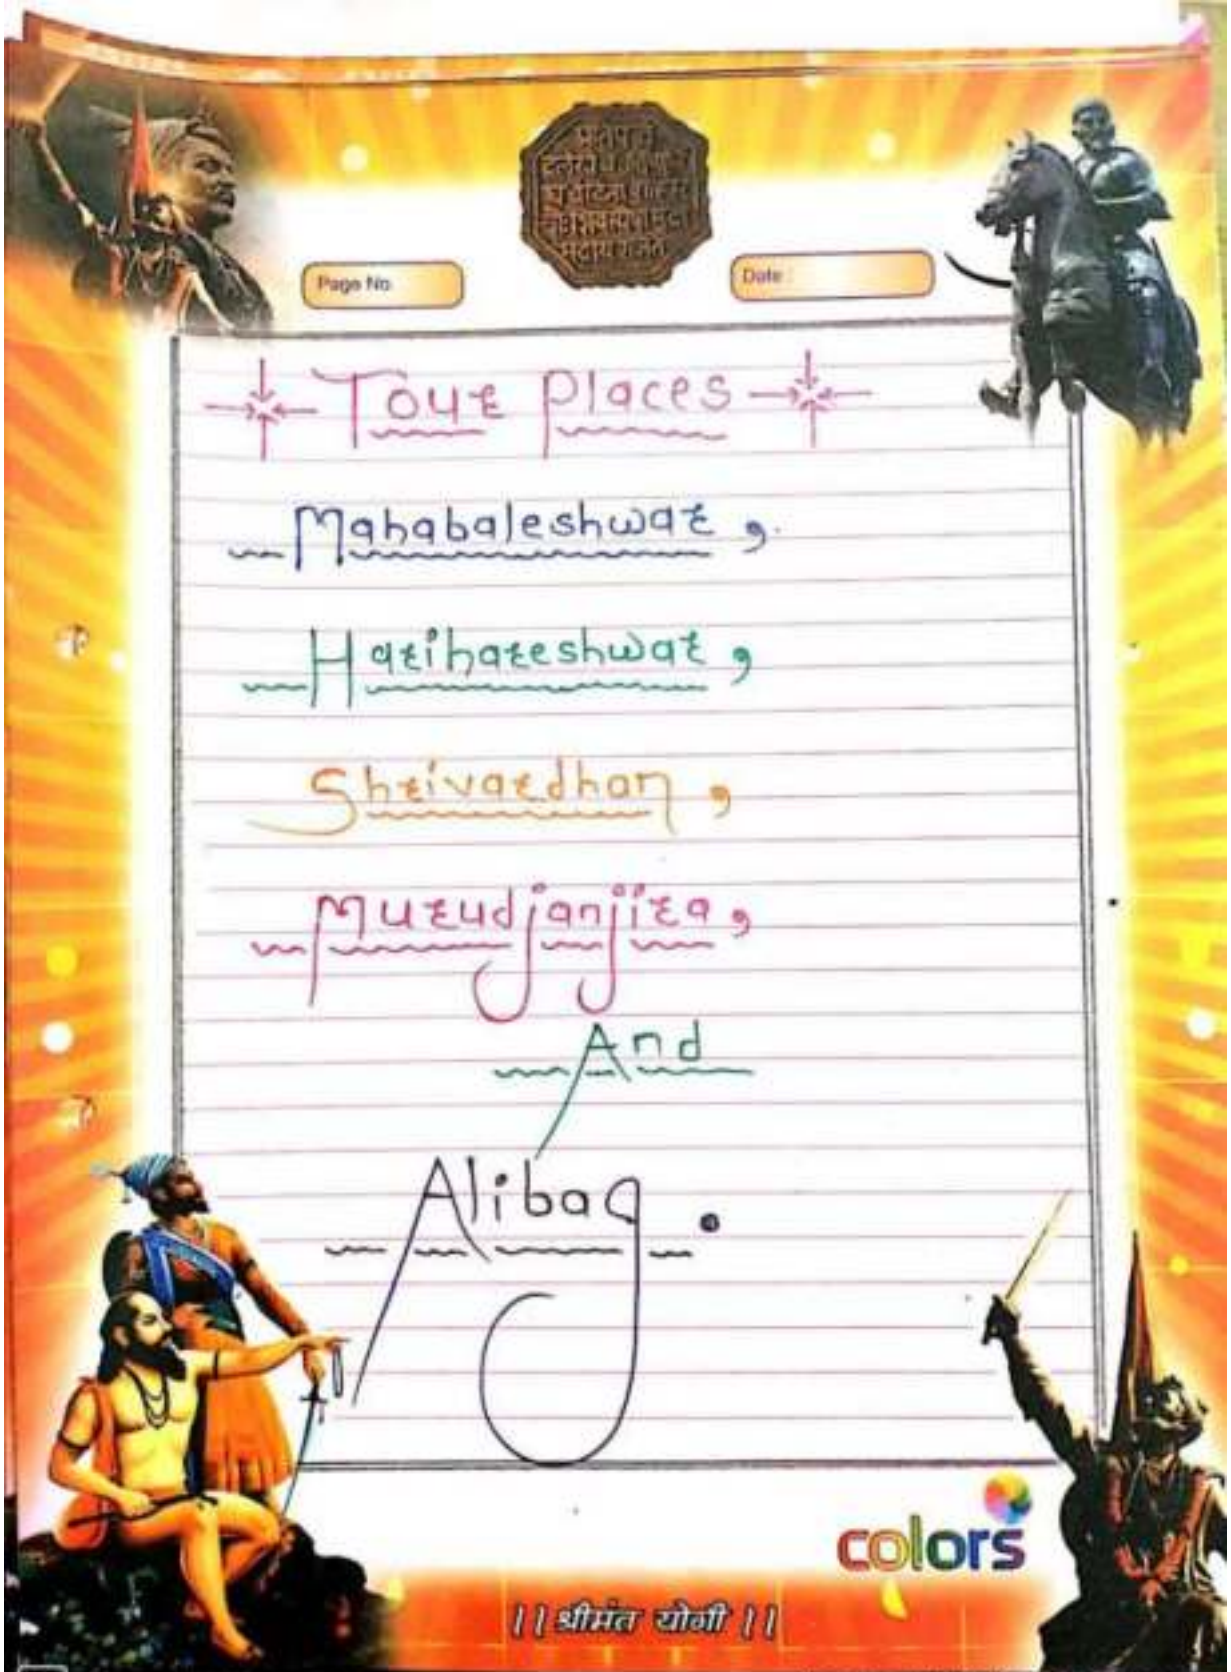 Page No.
Date :
Tour Places
Mahabaleshwar,
Harihareshwar,
Shrivardhan,
Murudjanjira,
And
Alibag.
colors
|| श्रीमंत योगी ||